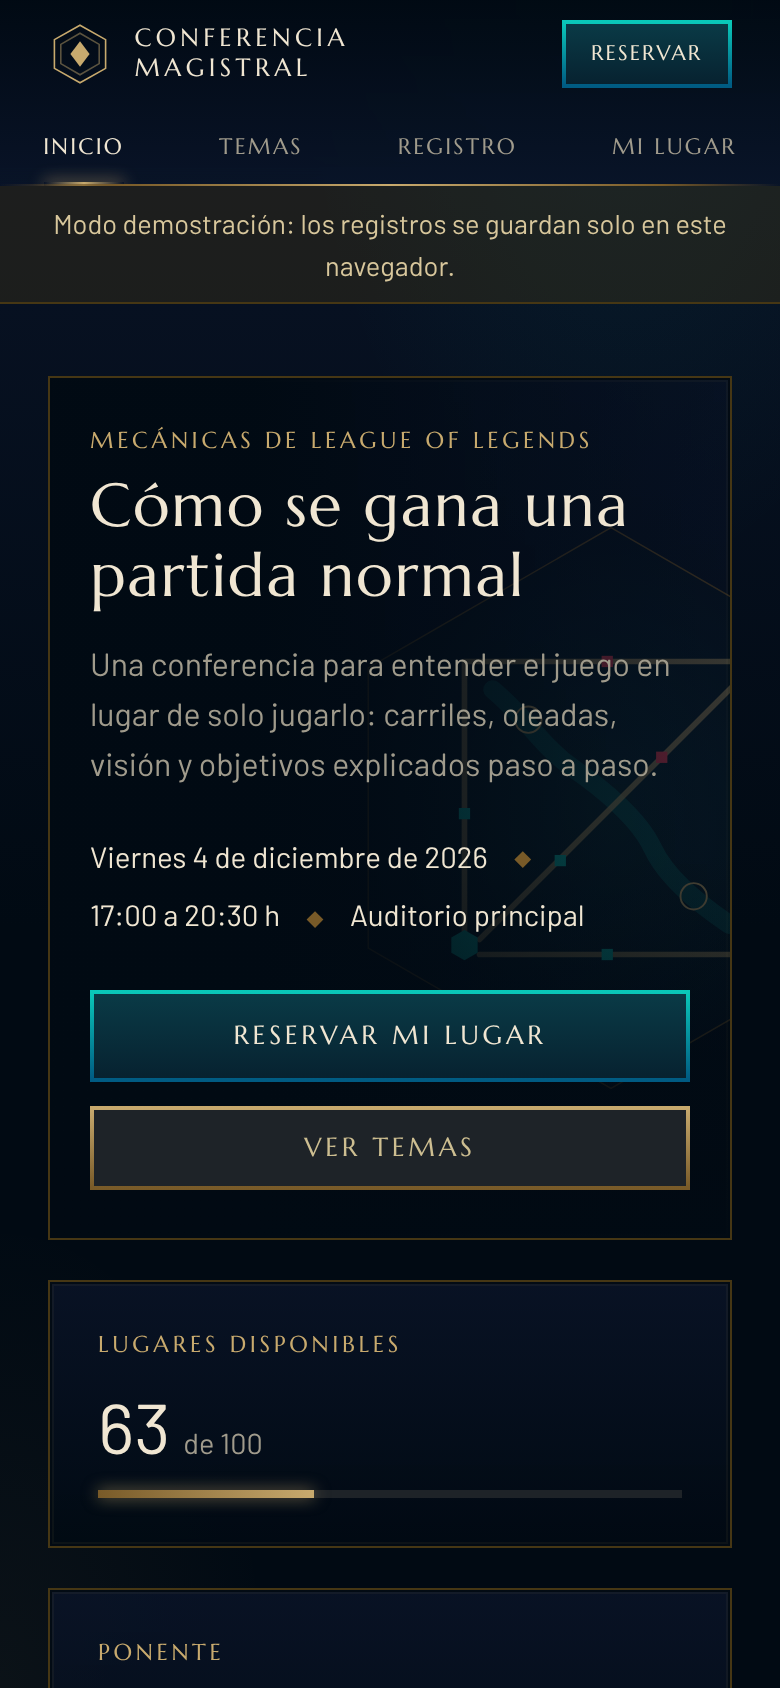 CONFERENCIA
MAGISTRAL
RESERVAR
INICIO
TEMAS
REGISTRO
MI LUGAR
Modo demostración: los registros se guardan solo en este
navegador.
MECÁNICAS DE LEAGUE OF LEGENDS
Cómo se gana una
partida normal
Una conferencia para entender el juego en
lugar de solo jugarlo: carriles, oleadas,
visión y objetivos explicados paso a paso.
Viernes 4 de diciembre de 2026
17:00 a 20:30 h
Auditorio principal
RESERVAR MI LUGAR
VER TEMAS
LUGARES DISPONIBLES
63 de 100
PONENTE